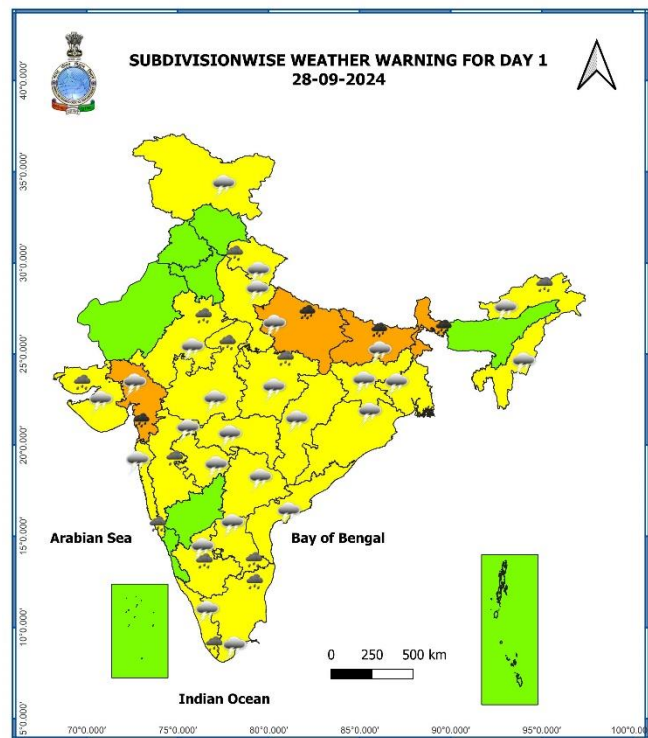 SUBDIVISIONWISE WEATHER WARNING FOR DAY 1
28-09-2024
40°0.000'
35°0.000'
30°0.000'
25°0.000'
20°0.000'
15°0.000'
10°0.000'
5°0.000'
Arabian Sea
Bay of Bengal
0 250 500 km
Indian Ocean
70°0.000' 75°0.000' 80°0.000' 85°0.000' 90°0.000' 95°0.000' 100°0.000'